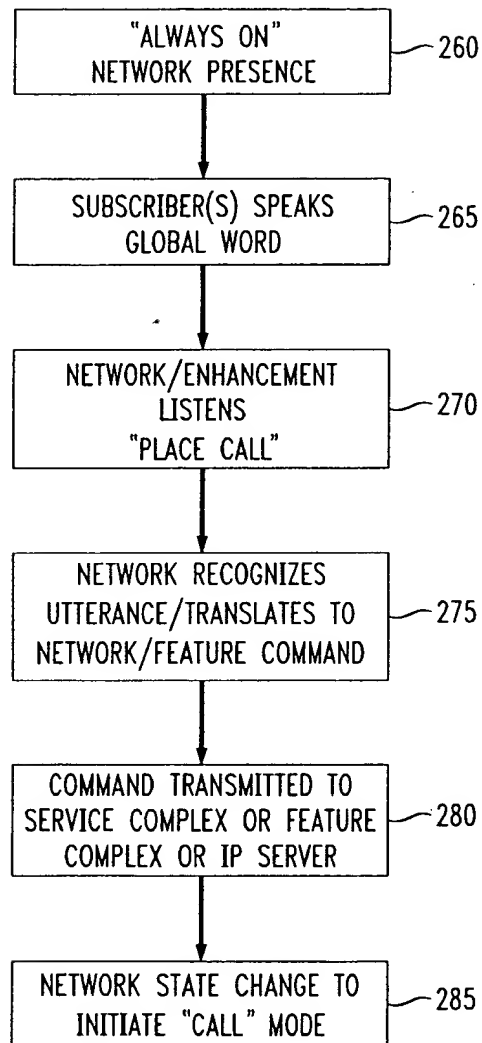 "ALWAYS ON"
NETWORK PRESENCE
260
SUBSCRIBER(S) SPEAKS
GLOBAL WORD
265
NETWORK/ENHANCEMENT
LISTENS
"PLACE CALL"
270
NETWORK RECOGNIZES
UTTERANCE/TRANSLATES TO
NETWORK/FEATURE COMMAND
275
COMMAND TRANSMITTED TO
SERVICE COMPLEX OR FEATURE
COMPLEX OR IP SERVER
280
NETWORK STATE CHANGE TO
INITIATE "CALL" MODE
285